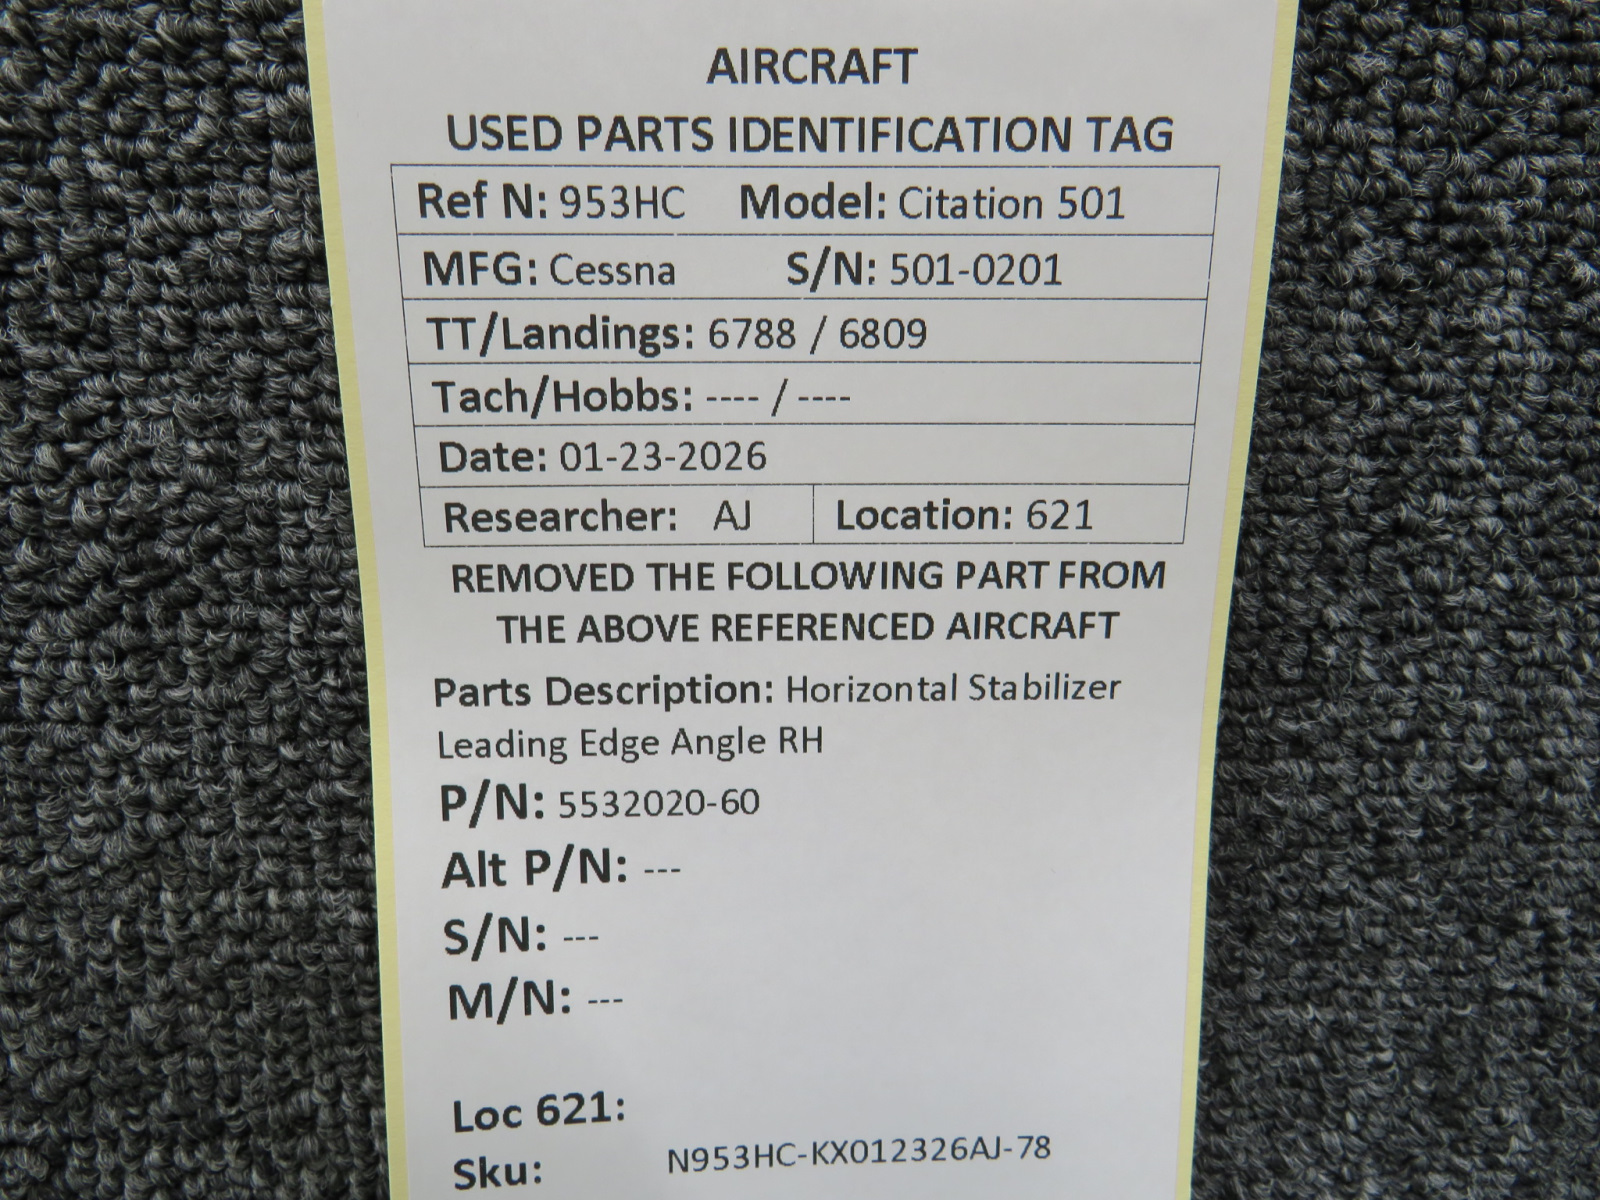 AIRCRAFT
USED PARTS IDENTIFICATION TAG
Ref N: 953HC Model: Citation 501
MFG: Cessna S/N: 501-0201
TT/Landings: 6788 / 6809
Tach/Hobbs: ---- / ----
Date: 01-23-2026
Researcher: AJ Location: 621
REMOVED THE FOLLOWING PART FROM
THE ABOVE REFERENCED AIRCRAFT
Parts Description: Horizontal Stabilizer
Leading Edge Angle RH
P/N: 5532020-60
Alt P/N: ---
S/N: ---
M/N: ---
Loc 621:
Sku: N953HC-KX012326AJ-78